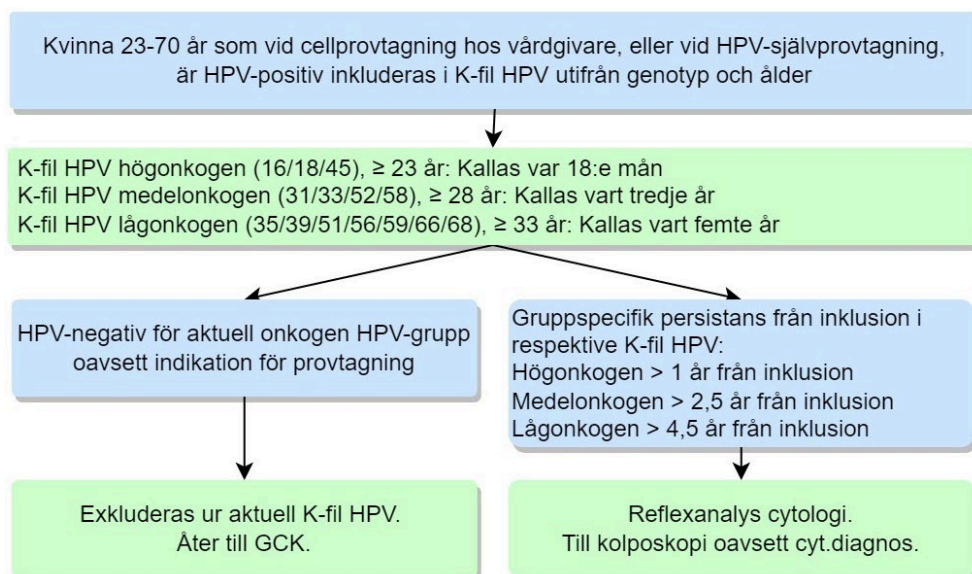 Kvinna 23-70 år som vid cellprovtagning hos vårdgivare, eller vid HPV-självprovtagning,
är HPV-positiv inkluderas i K-fil HPV utifrån genotyp och ålder
K-fil HPV högonkogen (16/18/45), ≥ 23 år: Kallas var 18:e mån
K-fil HPV medelonkogen (31/33/52/58), ≥ 28 år: Kallas vart tredje år
K-fil HPV lågonkogen (35/39/51/56/59/66/68), ≥ 33 år: Kallas vart femte år
HPV-negativ för aktuell onkogen HPV-grupp
oavsett indikation för provtagning
Gruppspecifik persistans från inklusion i
respektive K-fil HPV:
Högonkogen > 1 år från inklusion
Medelonkogen > 2,5 år från inklusion
Lågonkogen > 4,5 år från inklusion
Exkluderas ur aktuell K-fil HPV.
Åter till GCK.
Reflexanalys cytologi.
Till kolposkopi oavsett cyt.diagnos.